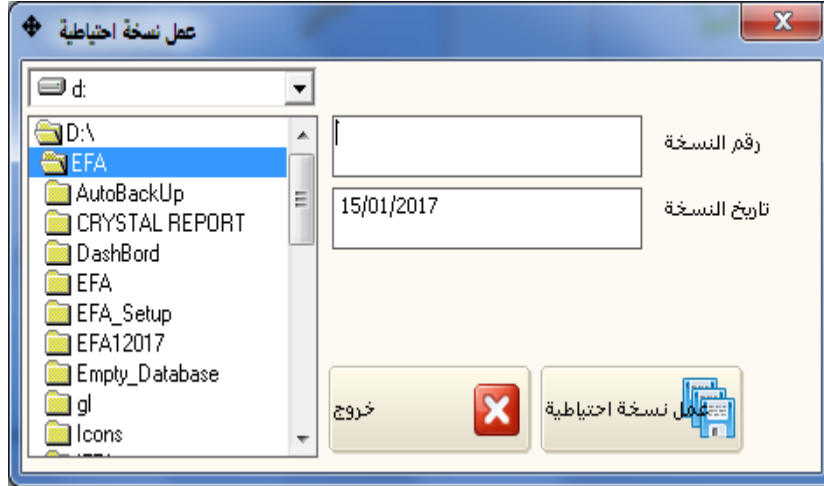 عمل نسخة احتياطية
d:
D:\
EFA
AutoBackUp
CRYSTAL REPORT
DashBord
EFA
EFA_Setup
EFA12017
Empty_Database
gl
Icons
رقم النسخة
تاريخ النسخة
15/01/2017
عمل نسخة احتياطية
خروج